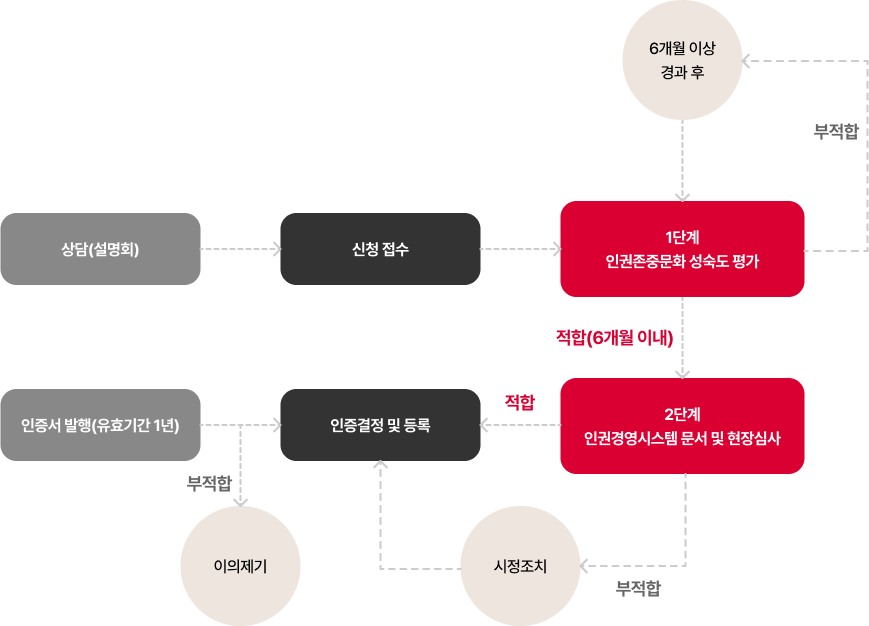 6개월 이상
경과 후
부적합
상담(설명회)
신청 접수
1단계
인권존중문화 성숙도 평가
적합(6개월 이내)
인증서 발행(유효기간 1년)
인증결정 및 등록
적합
2단계
인권경영시스템 문서 및 현장심사
부적합
이의제기
시정조치
부적합